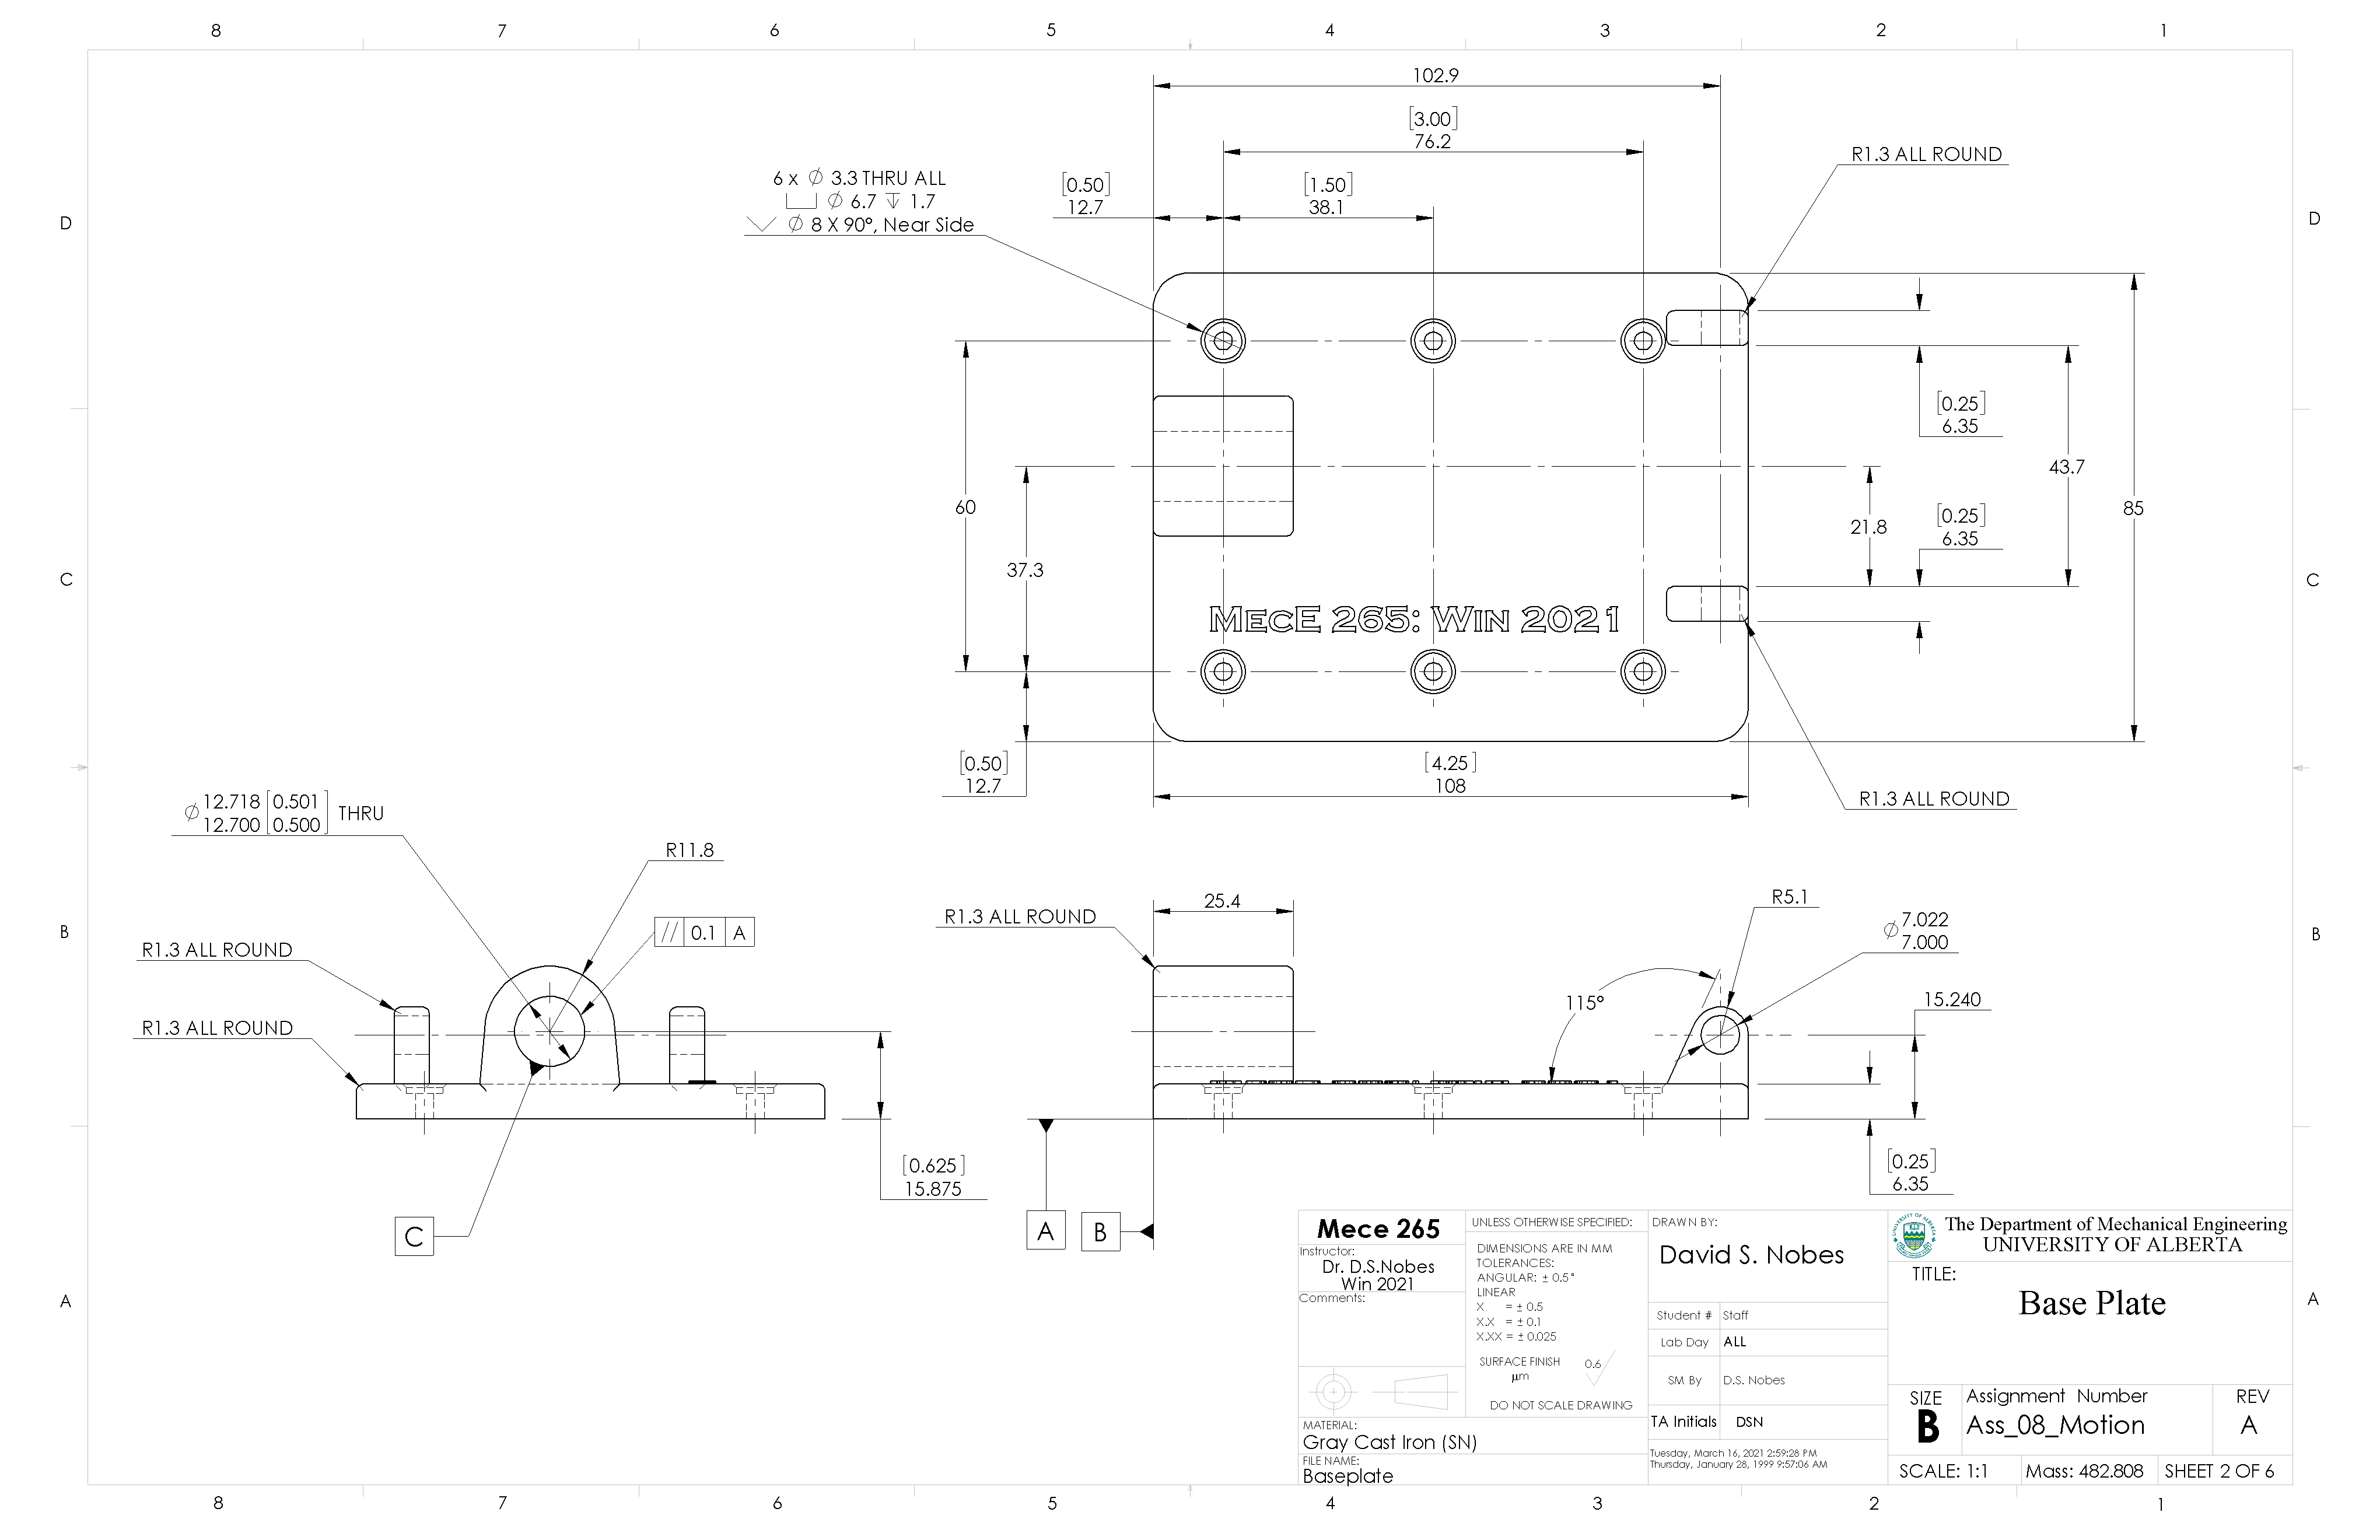 8 7 6 5 4 3 2 1
102.9
[3.00]
76.2
R1.3 ALL ROUND
6 x ∅ 3.3 THRU ALL
⌴ ∅ 6.7 ↧ 1.7
⌵ ∅ 8 X 90°, Near Side
[0.50]
12.7
[1.50]
38.1
D
D
[0.25]
6.35
43.7
60
85
[0.25]
6.35
21.8
37.3
C
C
MECE 265: WIN 2021
[0.50]
12.7
[4.25]
108
R1.3 ALL ROUND
∅ 12.718 [0.501] THRU
12.700 [0.500]
R11.8
// 0.1 A
R1.3 ALL ROUND
R1.3 ALL ROUND
[0.625]
15.875
C
R1.3 ALL ROUND
25.4
R5.1
∅ 7.022
7.000
115°
15.240
[0.25]
6.35
B
B
A
B
A
A
Mece 265
Instructor:
Dr. D.S.Nobes
Win 2021
Comments:
UNLESS OTHERWISE SPECIFIED:
DIMENSIONS ARE IN MM
TOLERANCES:
ANGULAR: ± 0.5°
LINEAR
X = ± 0.5
X.X = ± 0.1
X.XX = ± 0.025
SURFACE FINISH 0.6
µm
DO NOT SCALE DRAWING
MATERIAL:
Gray Cast Iron (SN)
FILE NAME:
Baseplate
DRAWN BY:
David S. Nobes
Student # Staff
Lab Day ALL
SM By D.S. Nobes
TA Initials DSN
Tuesday, March 16, 2021 2:59:28 PM
Thursday, January 28, 1999 9:57:06 AM
UNIVERSITY OF ALBERTA
The Department of Mechanical Engineering
UNIVERSITY OF ALBERTA
TITLE:
Base Plate
SIZE
B
Assignment Number
Ass_08_Motion
REV
A
SCALE: 1:1 Mass: 482.808 SHEET 2 OF 6
8 7 6 5 4 3 2 1